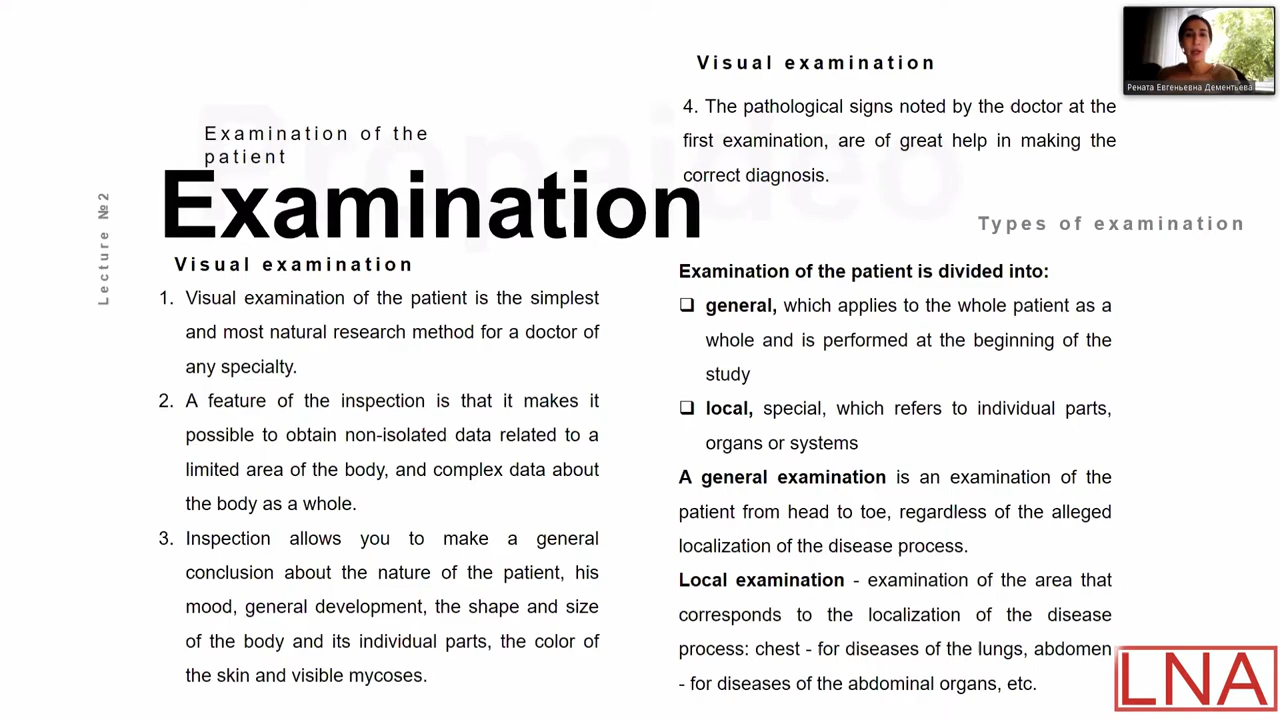 Examination of the
patient
Examination
Lecture №2
Visual examination
1. Visual examination of the patient is the simplest
and most natural research method for a doctor of
any specialty.
2. A feature of the inspection is that it makes it
possible to obtain non-isolated data related to a
limited area of the body, and complex data about
the body as a whole.
3. Inspection allows you to make a general
conclusion about the nature of the patient, his
mood, general development, the shape and size
of the body and its individual parts, the color of
the skin and visible mycoses.
Visual examination
4. The pathological signs noted by the doctor at the
first examination, are of great help in making the
correct diagnosis.
Types of examination
Examination of the patient is divided into:
❑ general, which applies to the whole patient as a
whole and is performed at the beginning of the
study
❑ local, special, which refers to individual parts,
organs or systems
A general examination is an examination of the
patient from head to toe, regardless of the alleged
localization of the disease process.
Local examination - examination of the area that
corresponds to the localization of the disease
process: chest - for diseases of the lungs, abdomen
- for diseases of the abdominal organs, etc.
Propaideo
Рената Евгеньевна Дементьева
LNA